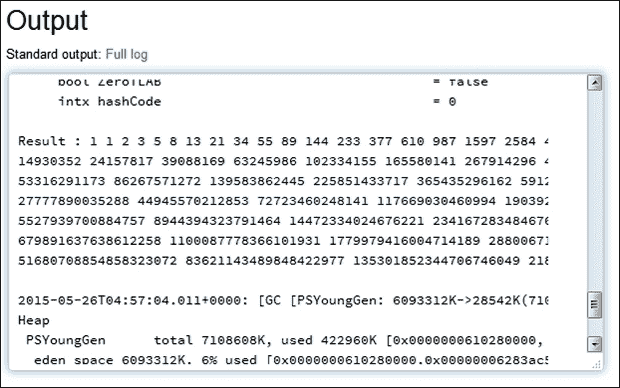 Output
Standard output: Full log
bool ZeroTLAB = false
intx hashCode = 0
Result : 1 1 2 3 5 8 13 21 34 55 89 144 233 377 610 987 1597 2584 4
14930352 24157817 39088169 63245986 102334155 165580141 267914296 4
53316291173 86267571272 139583862445 225851433717 365435296162 5912
27777890035288 44945570212853 72723460248141 117669030460994 190392
5527939700884757 8944394323791464 14472334024676221 234167283484676
679891637638612258 1100087778366101931 1779979416004714189 28800671
51680708854858323072 83621143489848422977 135301852344706746049 218
2015-05-26T04:57:04.011+0000: [GC [PSYoungGen: 6093312K->28542K(710
Heap
PSYoungGen total 7108608K, used 422960K [0x0000000610280000,
eden space 6093312K, 6% used [0x0000000610280000,0x00000006283ac5